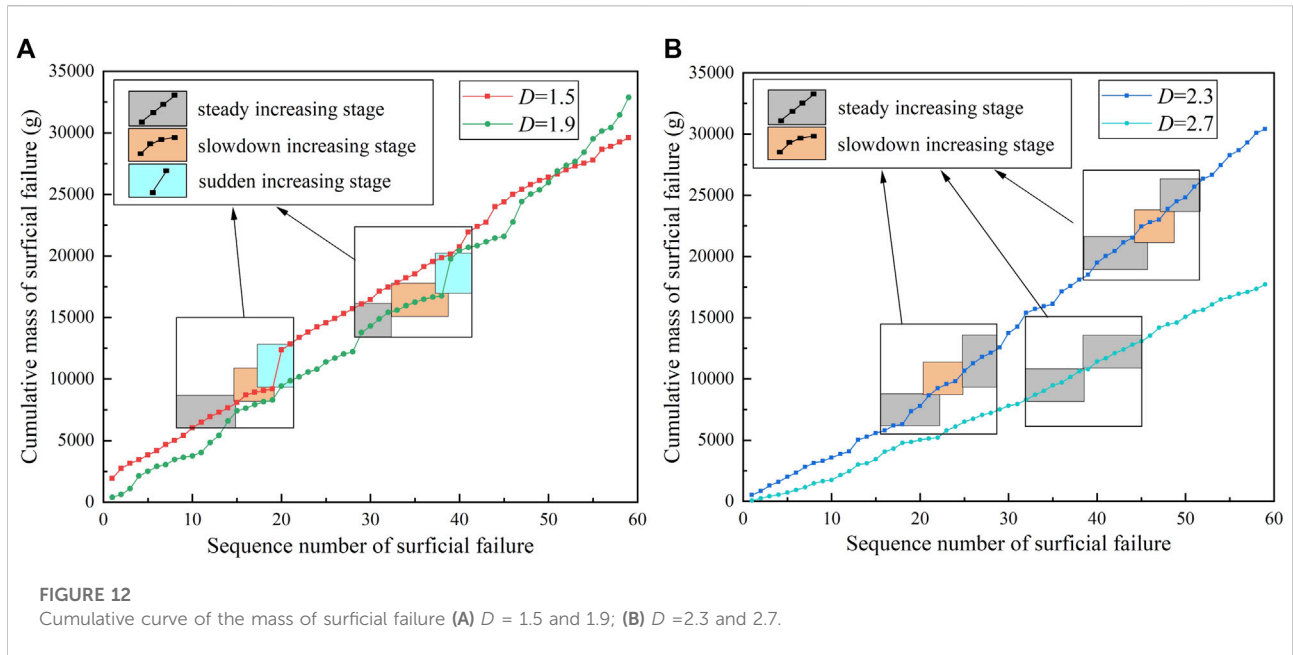 A
35000
30000
25000
20000
15000
10000
5000
0
0
10
20
30
40
50
60
Cumulative mass of surficial failure (g)
Sequence number of surficial failure
steady increasing stage
slowdown increasing stage
sudden increasing stage
D=1.5
D=1.9
B
35000
30000
25000
20000
15000
10000
5000
0
0
10
20
30
40
50
60
Cumulative mass of surficial failure (g)
Sequence number of surficial failure
steady increasing stage
slowdown increasing stage
D=2.3
D=2.7
FIGURE 12
Cumulative curve of the mass of surficial failure (A) D = 1.5 and 1.9; (B) D =2.3 and 2.7.